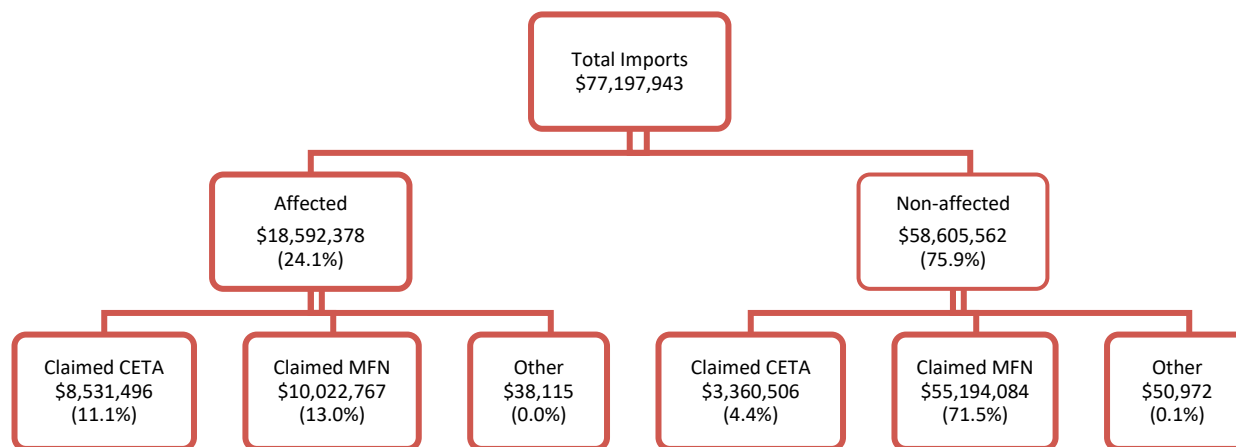 Total Imports
$77,197,943
Affected
$18,592,378
(24.1%)
Non-affected
$58,605,562
(75.9%)
Claimed CETA
$8,531,496
(11.1%)
Claimed MFN
$10,022,767
(13.0%)
Other
$38,115
(0.0%)
Claimed CETA
$3,360,506
(4.4%)
Claimed MFN
$55,194,084
(71.5%)
Other
$50,972
(0.1%)